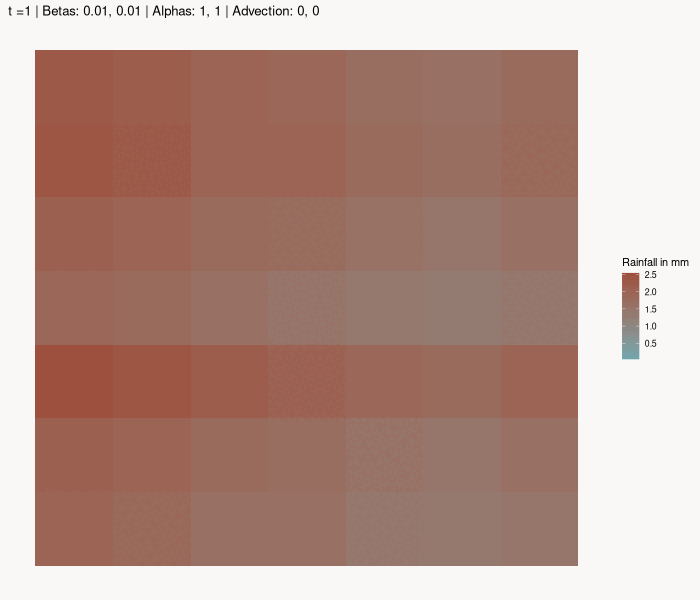 t =1 | Betas: 0.01, 0.01 | Alphas: 1, 1 | Advection: 0, 0
Rainfall in mm
2.5
2.0
1.5
1.0
0.5